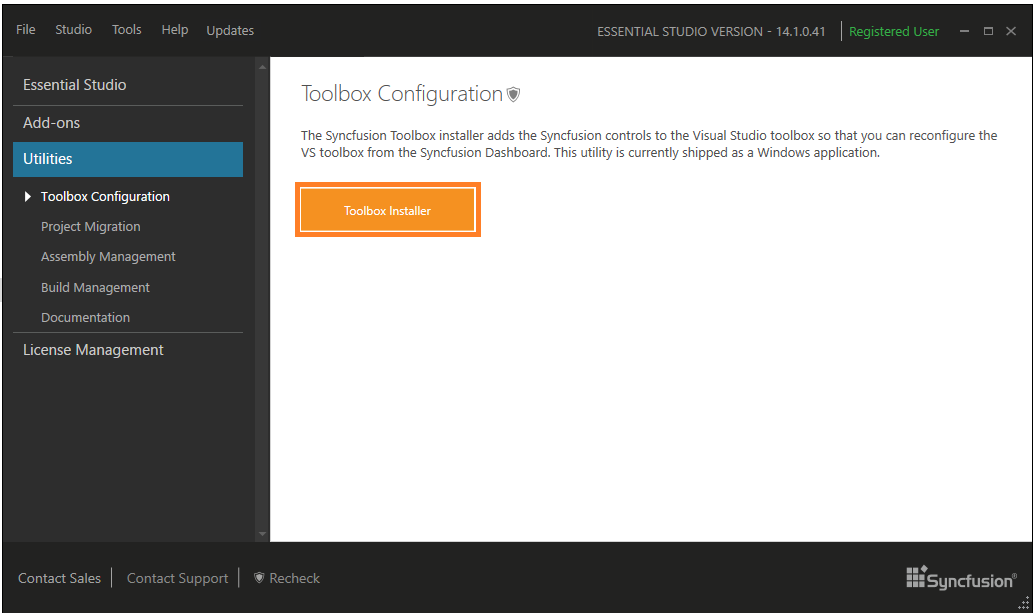 File Studio Tools Help Updates ESSENTIAL STUDIO VERSION - 14.1.0.41 Registered User
Essential Studio
Add-ons
Utilities
Toolbox Configuration
Project Migration
Assembly Management
Build Management
Documentation
License Management
Toolbox Configuration
The Syncfusion Toolbox installer adds the Syncfusion controls to the Visual Studio toolbox so that you can reconfigure the
VS toolbox from the Syncfusion Dashboard. This utility is currently shipped as a Windows application.
Toolbox Installer
Contact Sales Contact Support Recheck
Syncfusion®